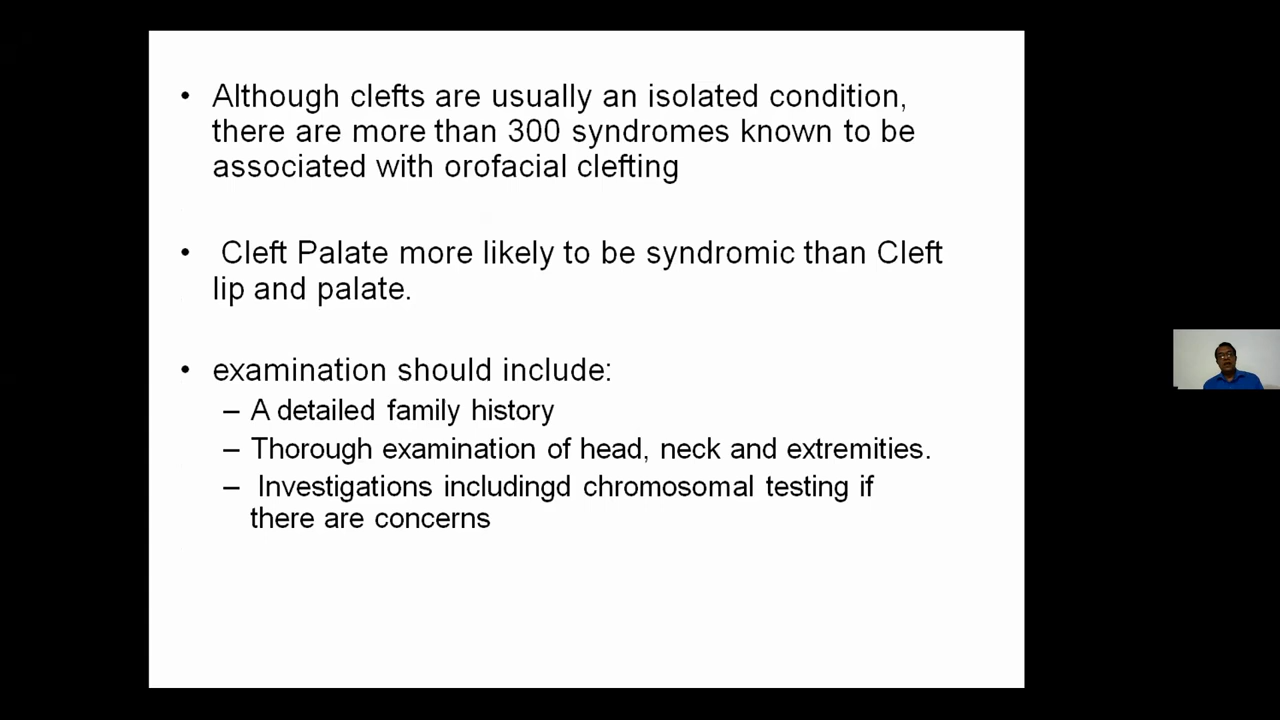 • Although clefts are usually an isolated condition,
there are more than 300 syndromes known to be
associated with orofacial clefting
• Cleft Palate more likely to be syndromic than Cleft
lip and palate.
• examination should include:
– A detailed family history
– Thorough examination of head, neck and extremities.
– Investigations includingd chromosomal testing if
there are concerns